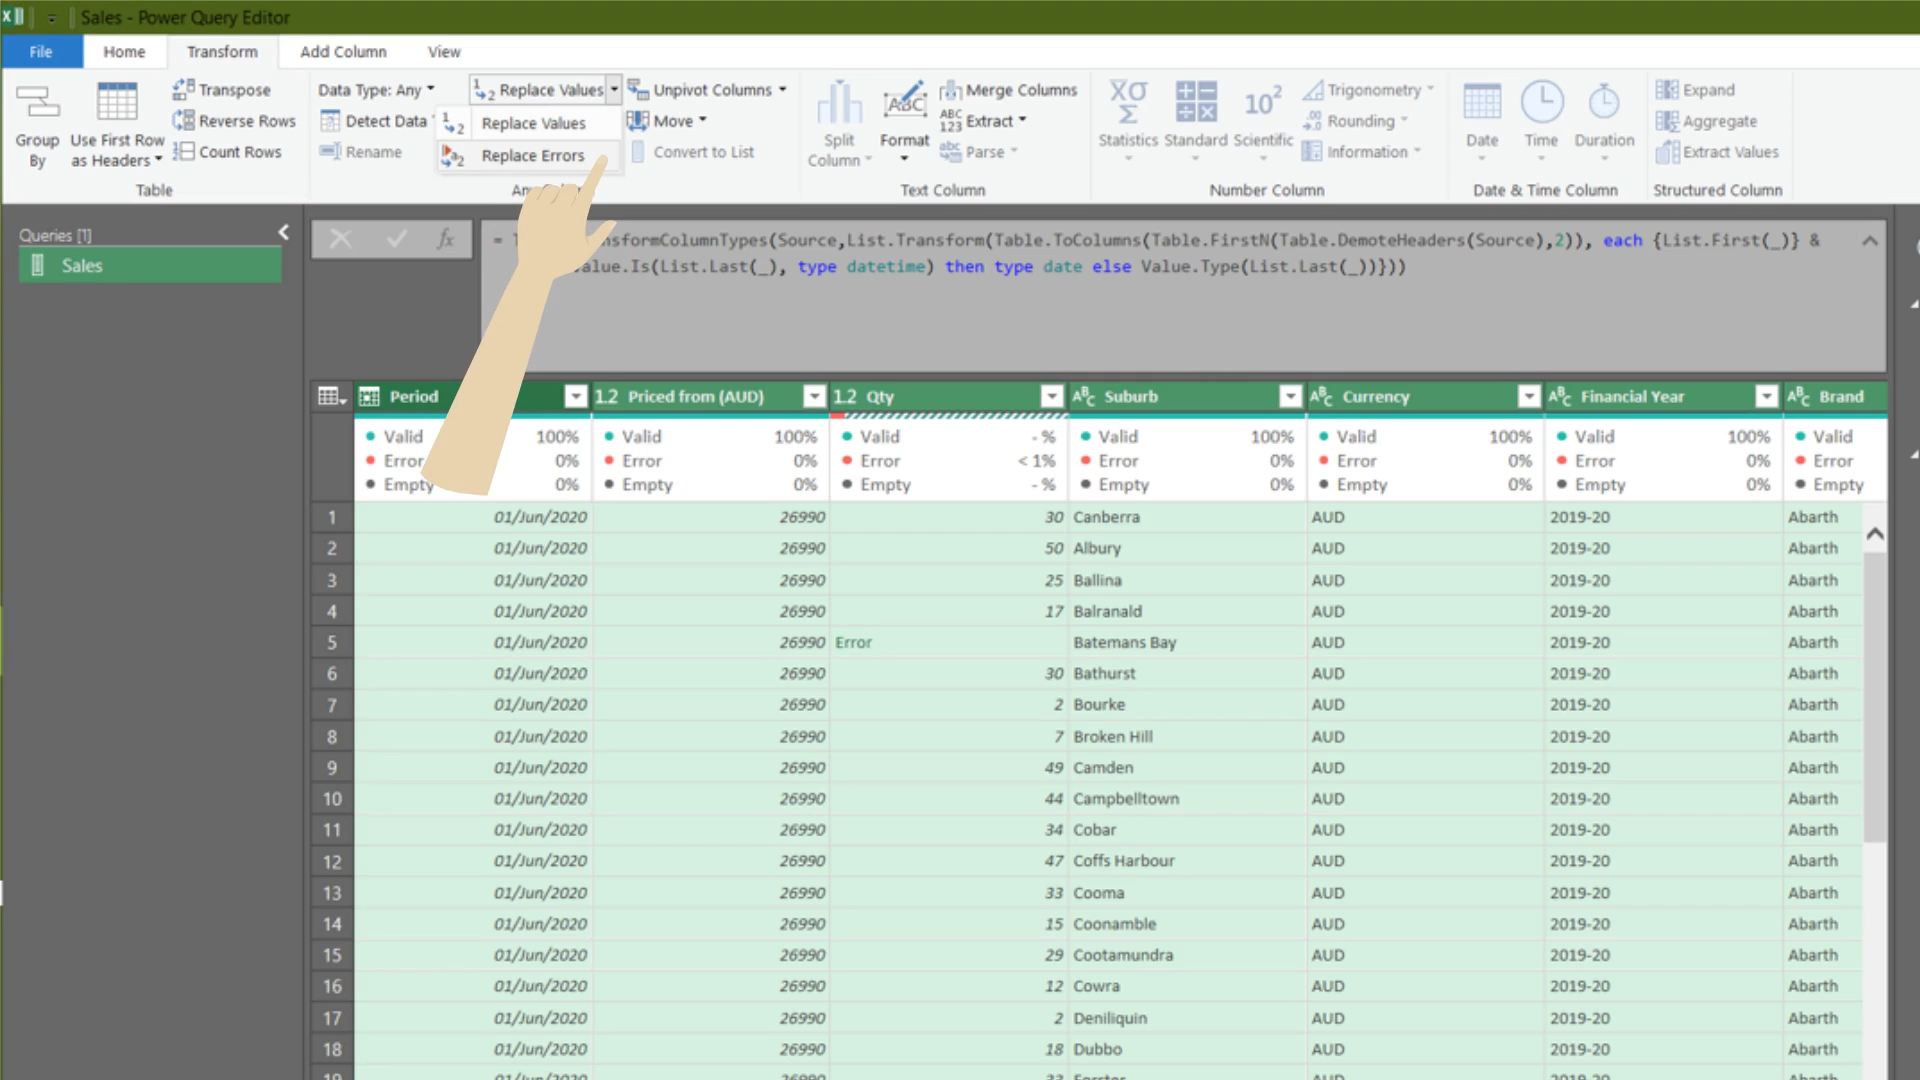 Sales - Power Query Editor
File Home Transform Add Column View
Group By
Use First Row as Headers
Transpose
Reverse Rows
Count Rows
Table
Data Type: Any
Detect Data
Rename
Replace Values
Replace Values
Replace Errors
Unpivot Columns
Move
Convert to List
Split Column
Format
Merge Columns
Extract
Parse
Text Column
Statistics
Standard
Scientific
Trigonometry
Rounding
Information
Number Column
Date
Time
Duration
Date & Time Column
Expand
Aggregate
Extract Values
Structured Column
Queries [1]
Sales
nsformColumnTypes(Source,List.Transform(Table.ToColumns(Table.FirstN(Table.DemoteHeaders(Source),2)), each {List.First(_)} &
alue.Is(List.Last(_), type datetime) then type date else Value.Type(List.Last(_))}))
Period 1.2 Priced from (AUD) 1.2 Qty ABC Suburb ABC Currency ABC Financial Year ABC Brand
Valid 100% Valid 100% Valid - % Valid 100% Valid 100% Valid 100% Valid
Error 0% Error 0% Error < 1% Error 0% Error 0% Error 0% Error
Empty 0% Empty 0% Empty - % Empty 0% Empty 0% Empty 0% Empty
1 01/Jun/2020 26990 30 Canberra AUD 2019-20 Abarth
2 01/Jun/2020 26990 50 Albury AUD 2019-20 Abarth
3 01/Jun/2020 26990 25 Ballina AUD 2019-20 Abarth
4 01/Jun/2020 26990 17 Balranald AUD 2019-20 Abarth
5 01/Jun/2020 26990 Error Batemans Bay AUD 2019-20 Abarth
6 01/Jun/2020 26990 30 Bathurst AUD 2019-20 Abarth
7 01/Jun/2020 26990 2 Bourke AUD 2019-20 Abarth
8 01/Jun/2020 26990 7 Broken Hill AUD 2019-20 Abarth
9 01/Jun/2020 26990 49 Camden AUD 2019-20 Abarth
10 01/Jun/2020 26990 44 Campbelltown AUD 2019-20 Abarth
11 01/Jun/2020 26990 34 Cobar AUD 2019-20 Abarth
12 01/Jun/2020 26990 47 Coffs Harbour AUD 2019-20 Abarth
13 01/Jun/2020 26990 33 Cooma AUD 2019-20 Abarth
14 01/Jun/2020 26990 15 Coonamble AUD 2019-20 Abarth
15 01/Jun/2020 26990 29 Cootamundra AUD 2019-20 Abarth
16 01/Jun/2020 26990 12 Cowra AUD 2019-20 Abarth
17 01/Jun/2020 26990 2 Deniliquin AUD 2019-20 Abarth
18 01/Jun/2020 26990 18 Dubbo AUD 2019-20 Abarth